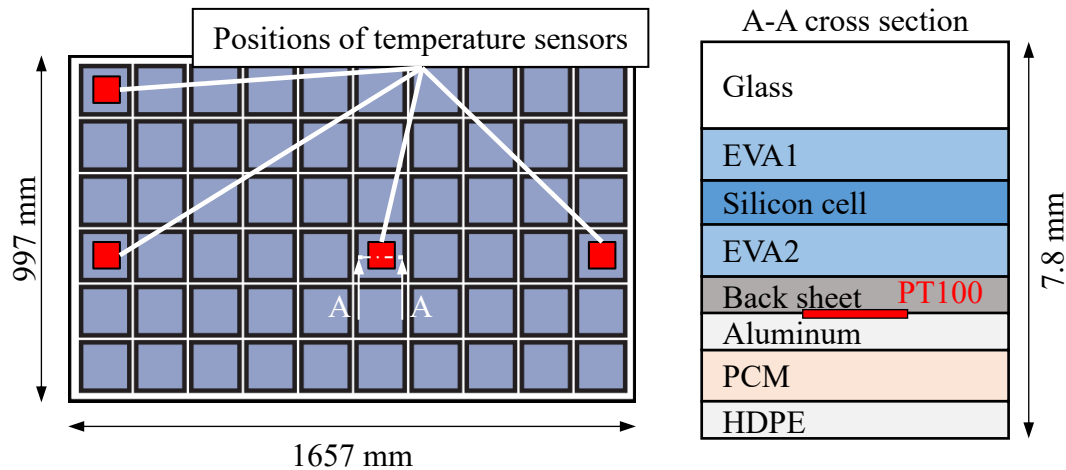 Positions of temperature sensors
997 mm
A
A
1657 mm
A-A cross section
Glass
EVA1
Silicon cell
EVA2
Back sheet
PT100
Aluminum
PCM
HDPE
7.8 mm